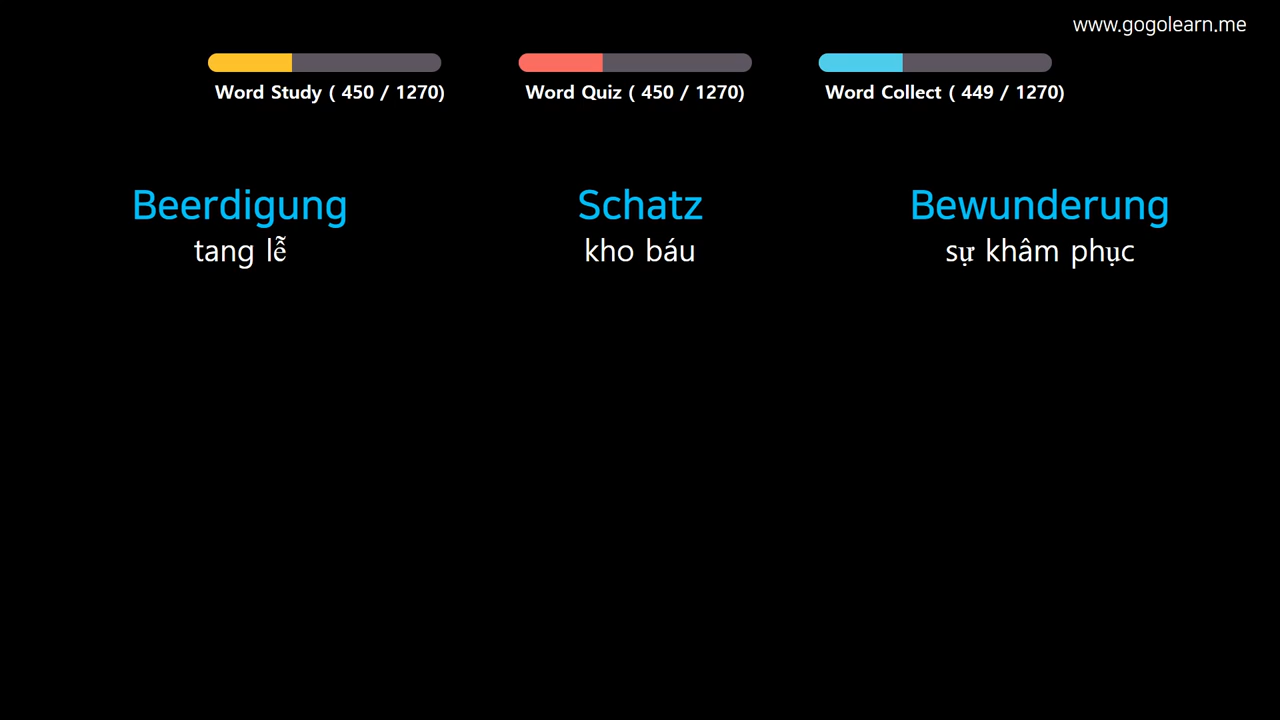 www.gogolearn.me
Word Study ( 450 / 1270)
Word Quiz ( 450 / 1270)
Word Collect ( 449 / 1270)
Beerdigung
tang lễ
Schatz
kho báu
Bewunderung
sự khâm phục